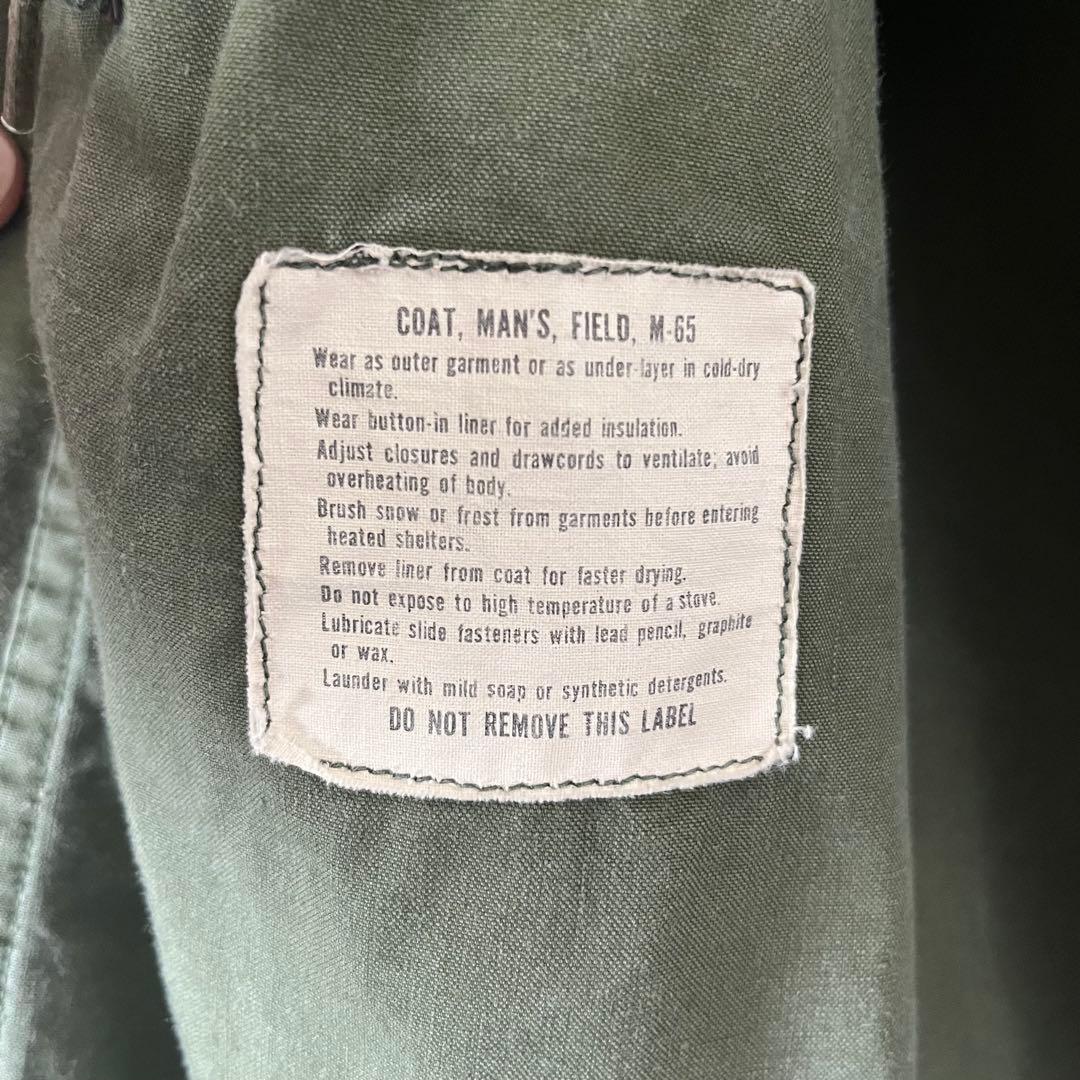 COAT, MAN'S, FIELD, M-65
Wear as outer garment or as under-layer in cold-dry
climate.
Wear button-in liner for added insulation.
Adjust closures and drawcords to ventilate; avoid
overheating of body.
Brush snow or frost from garments before entering
heated shelters.
Remove liner from coat for faster drying.
Do not expose to high temperature of a stove.
Lubricate slide fasteners with lead pencil, graphite
or wax.
Launder with mild soap or synthetic detergents.
DO NOT REMOVE THIS LABEL